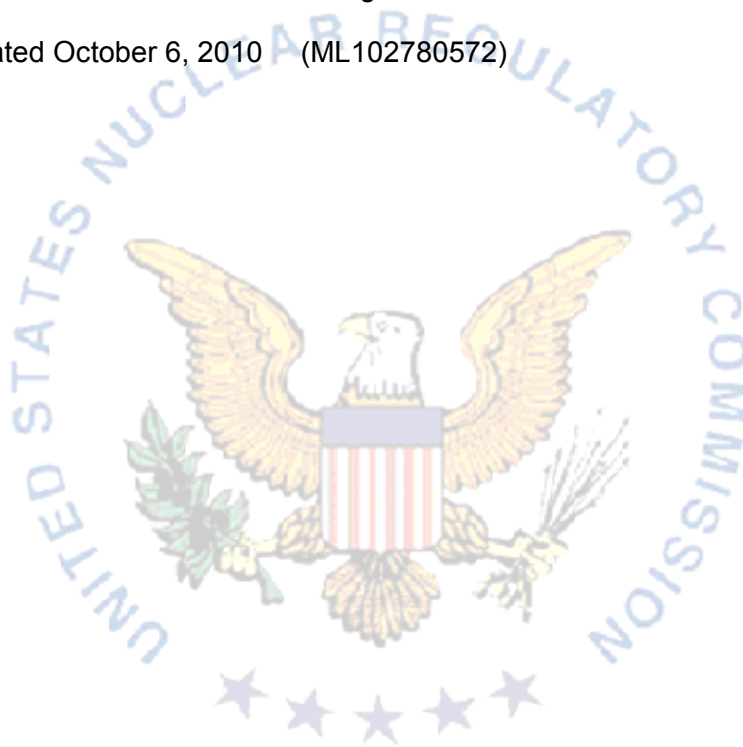 ated October 6, 2010 (ML102780572)
UNITED STATES NUCLEAR REGULATORY COMMISSION